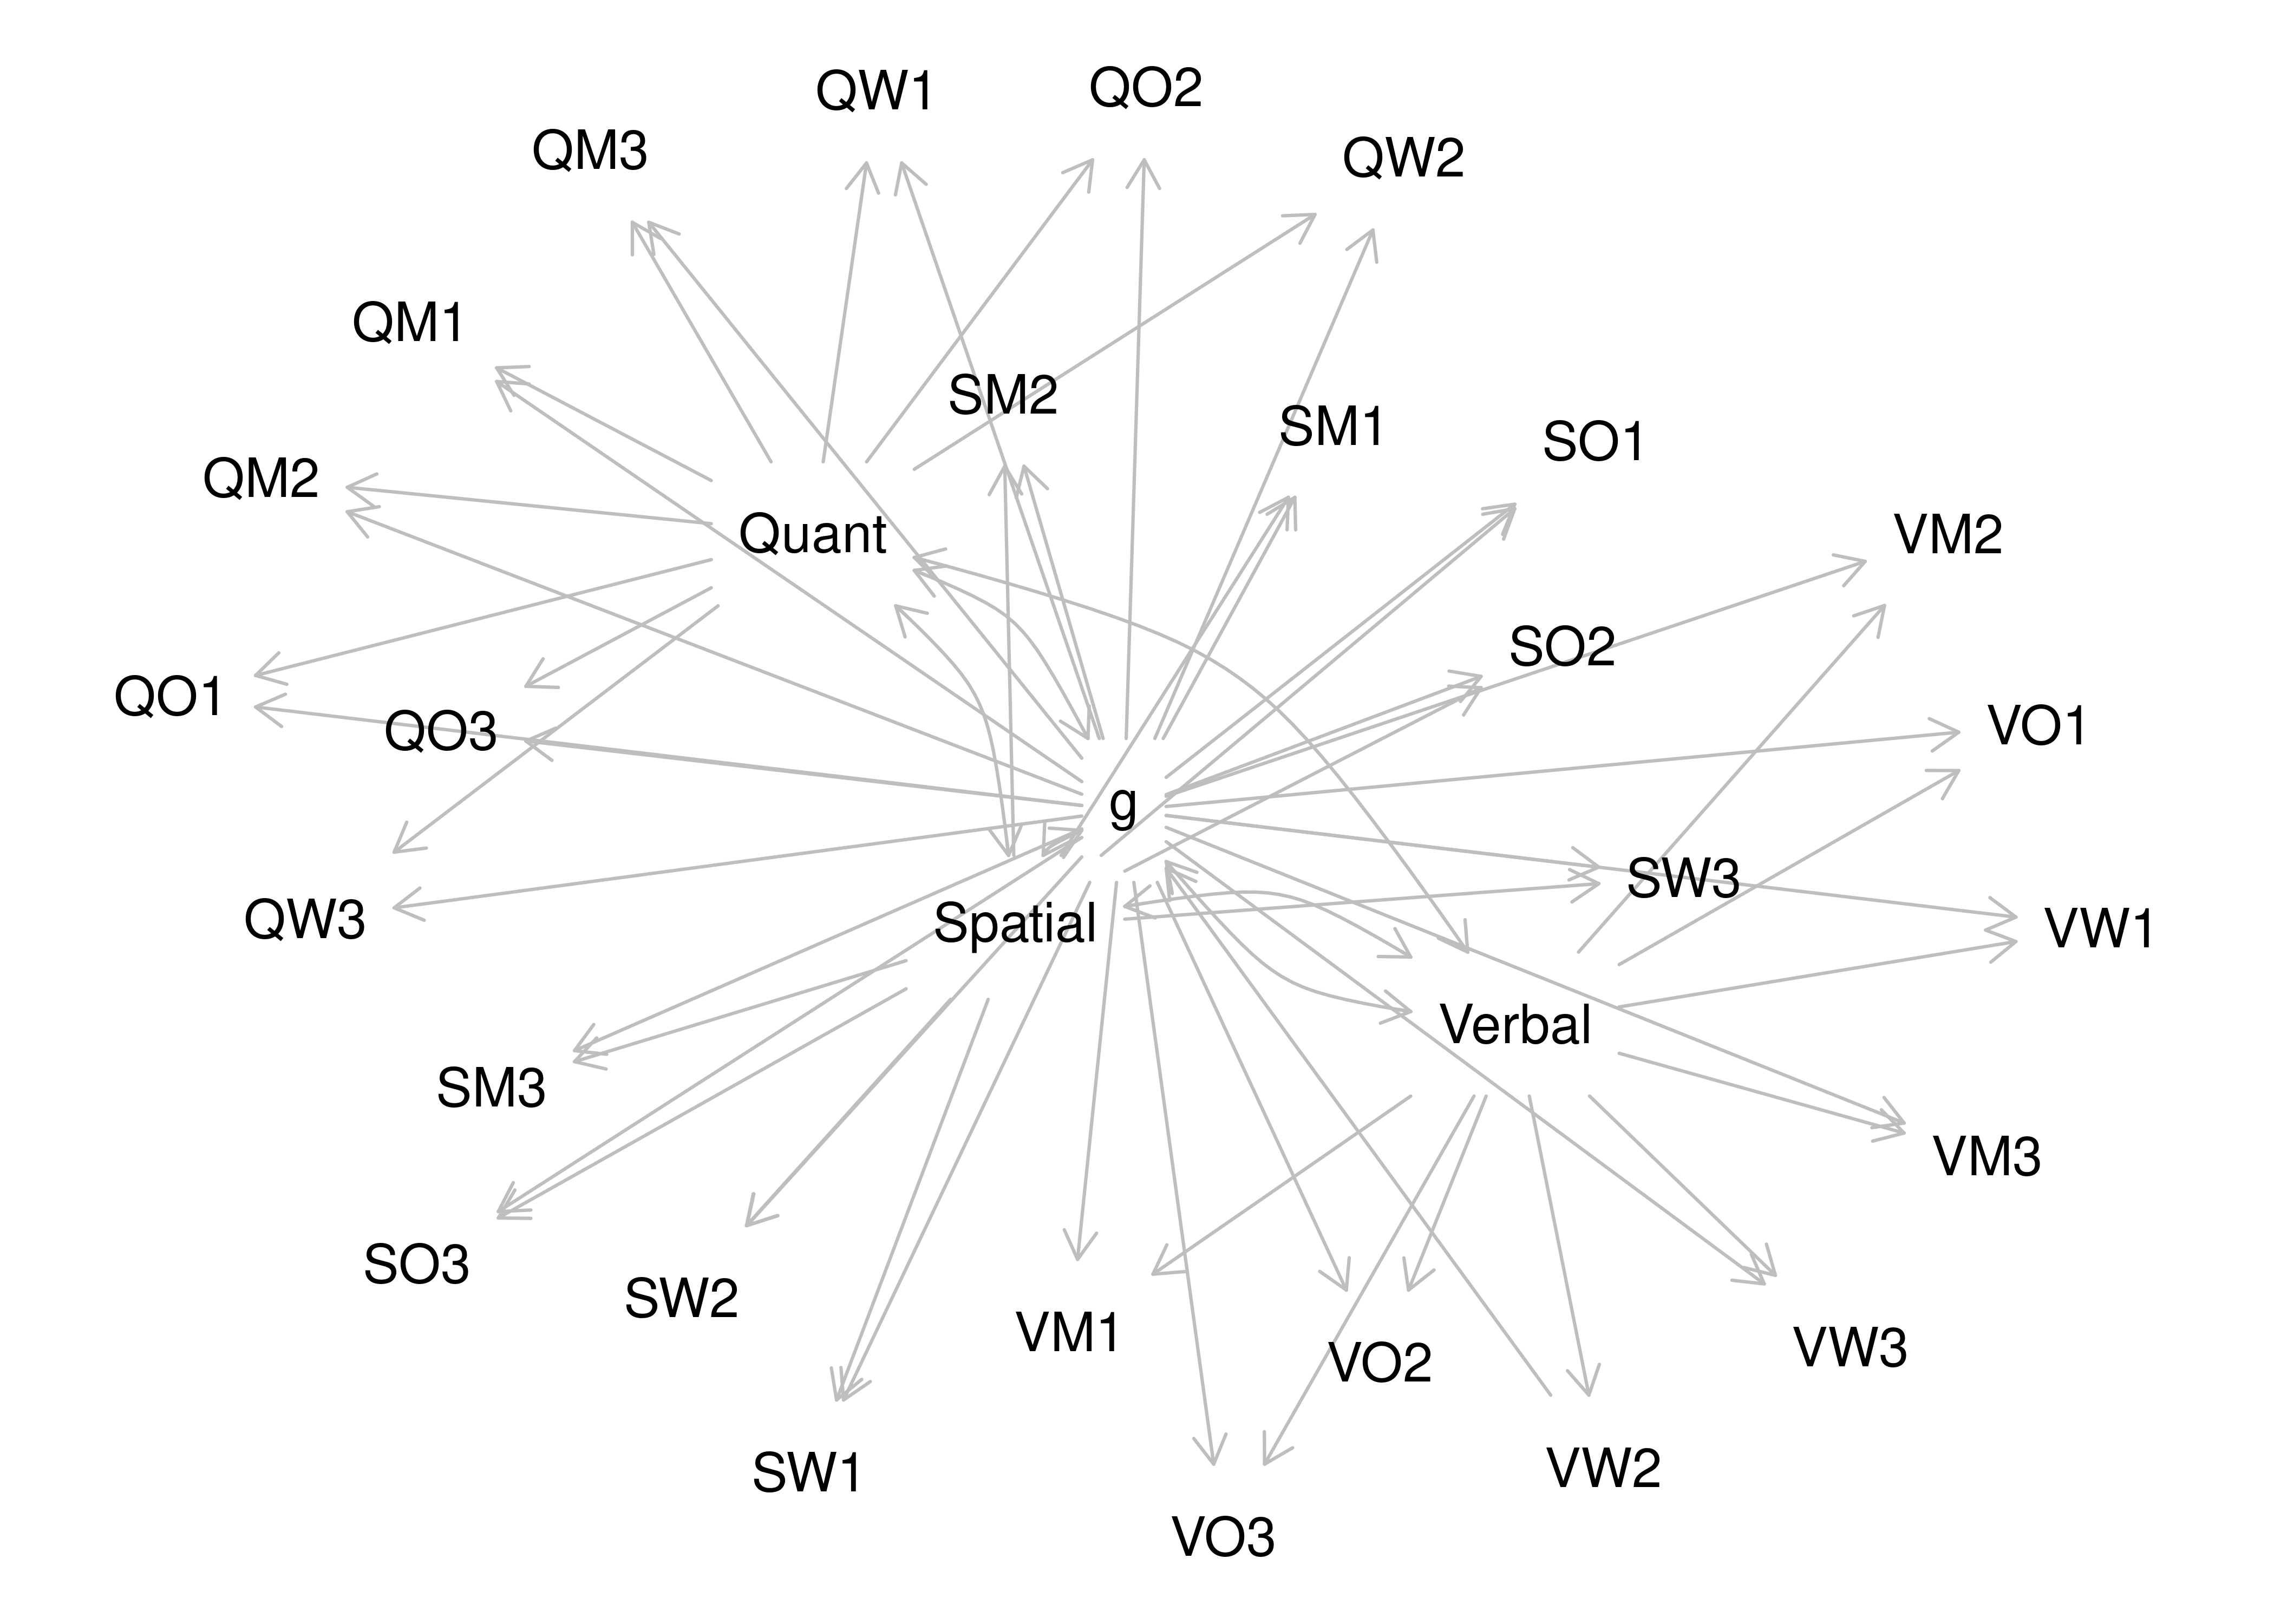 QW1
QO2
QM3
QW2
QM1
SM2
SM1
SO1
QM2
Quant
VM2
SO2
QO1
QO3
VO1
g
SW3
QW3
Spatial
VW1
Verbal
SM3
VM3
SO3
SW2
VM1
VO2
VW3
SW1
VW2
VO3